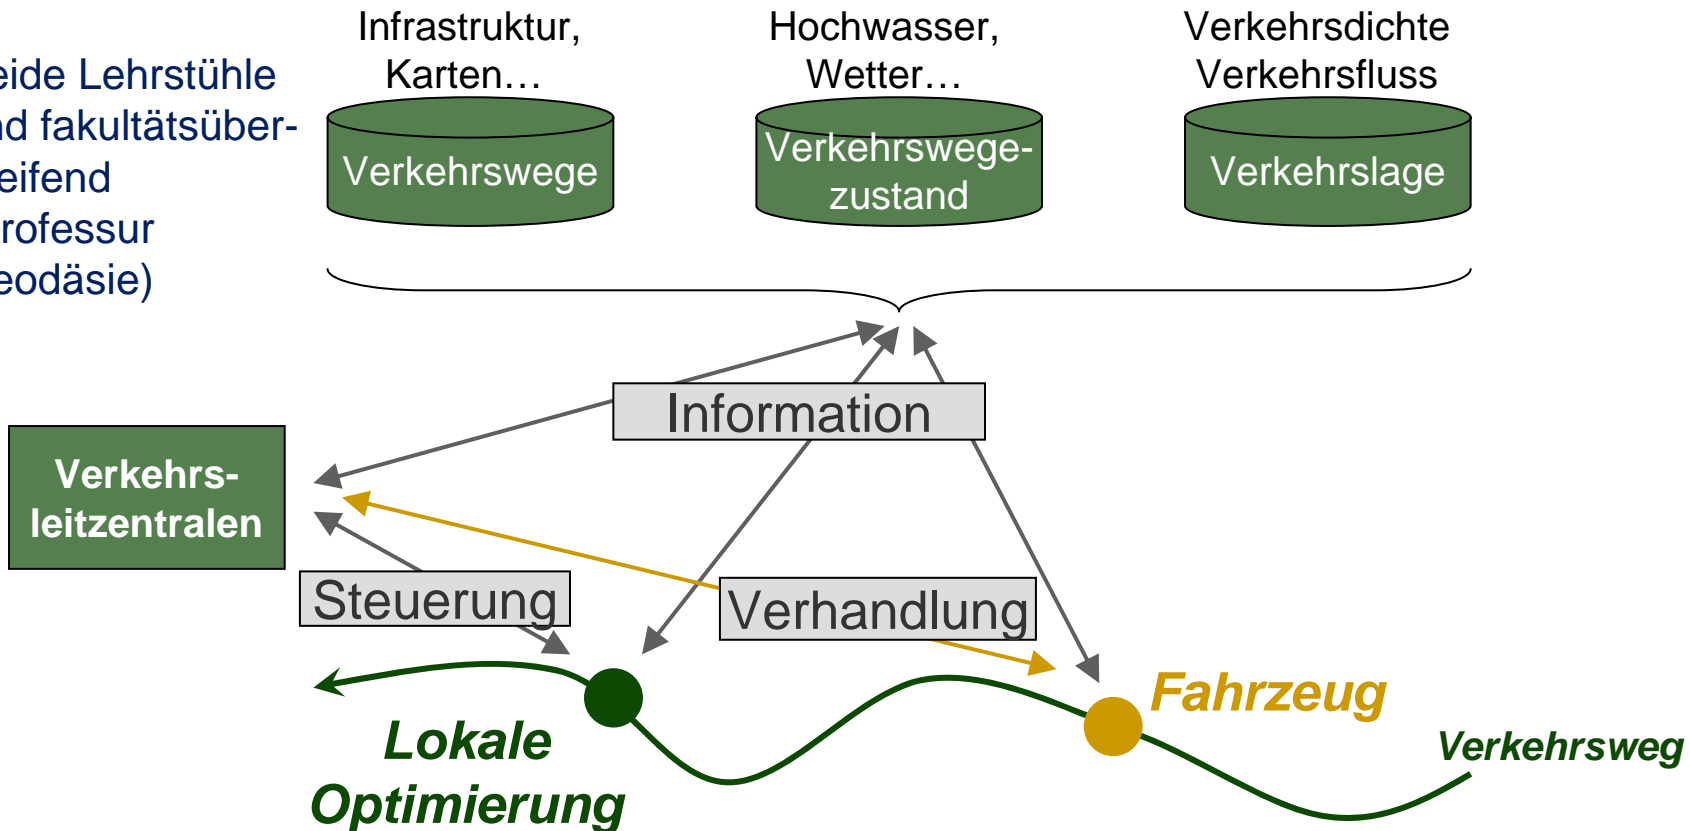 Infrastruktur,
Karten…
Hochwasser,
Wetter…
Verkehrsdichte
Verkehrsfluss
eide Lehrstühle
nd fakultätsüber-
eifend
rofessur
eodäsie)
Verkehrswege
Verkehrswege-
zustand
Verkehrslage
Information
Verkehrs-
leitzentralen
Steuerung
Verhandlung
Fahrzeug
Lokale
Optimierung
Verkehrsweg